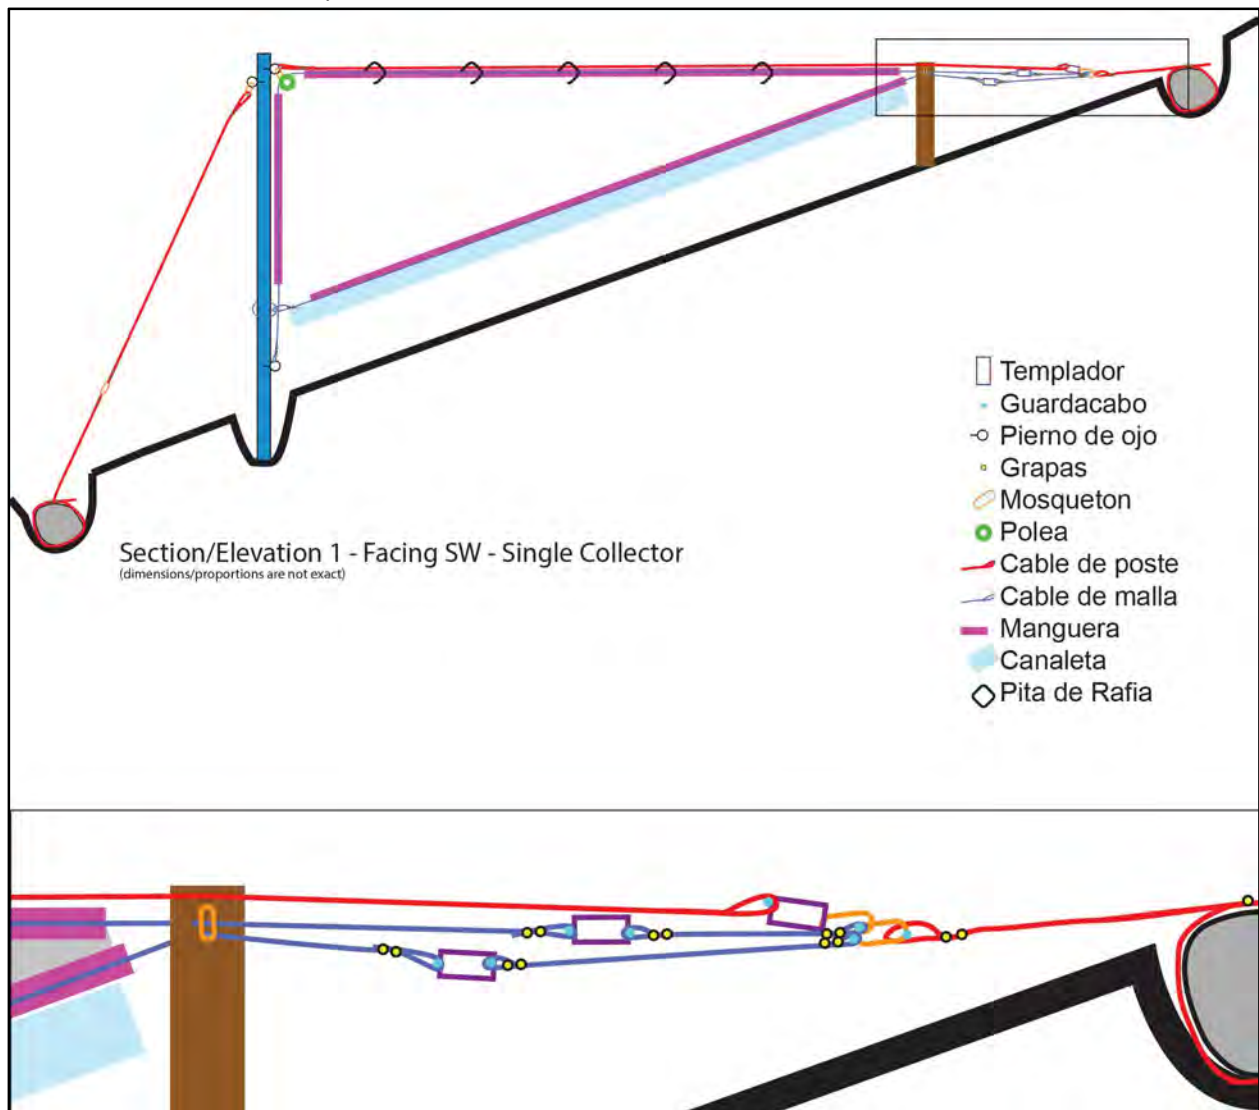 Templador
Guardacabo
Pierno de ojo
Grapas
Mosqueton
Polea
Cable de poste
Cable de malla
Manguera
Canaleta
Pita de Rafia
Section/Elevation 1 - Facing SW - Single Collector
(dimensions/proportions are not exact)